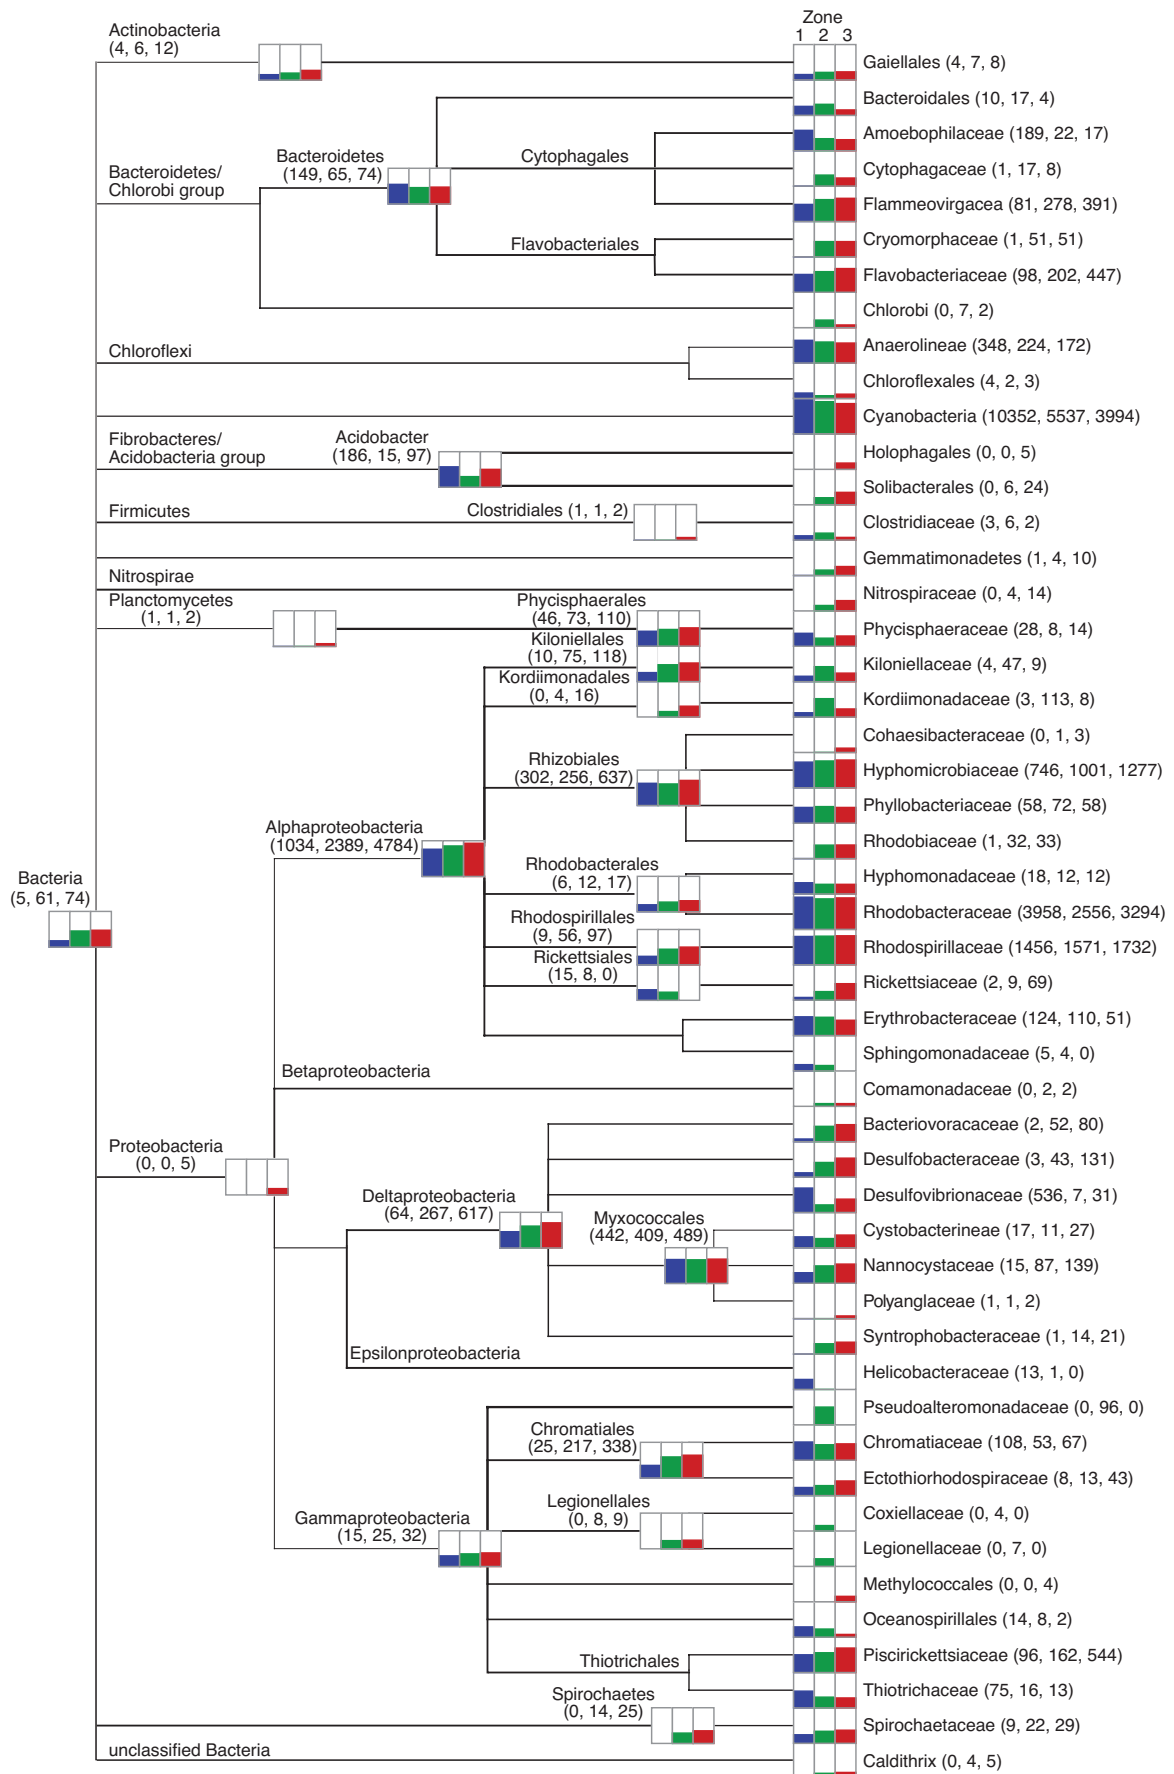 Zone
1 2 3
Actinobacteria
(4, 6, 12)
Gaiellales (4, 7, 8)
Bacteroidales (10, 17, 4)
Amoebophilaceae (189, 22, 17)
Bacteroidetes
(149, 65, 74)
Cytophagales
Bacteroidetes/
Chlorobi group
Cytophagaceae (1, 17, 8)
Flammeovirgacea (81, 278, 391)
Flavobacteriales
Cryomorphaceae (1, 51, 51)
Flavobacteriaceae (98, 202, 447)
Chlorobi (0, 7, 2)
Chloroflexi
Anaerolineae (348, 224, 172)
Chloroflexales (4, 2, 3)
Cyanobacteria (10352, 5537, 3994)
Fibrobacteres/
Acidobacteria group
Acidobacter
(186, 15, 97)
Holophagales (0, 0, 5)
Solibacterales (0, 6, 24)
Firmicutes
Clostridiales (1, 1, 2)
Clostridiaceae (3, 6, 2)
Gemmatimonadetes (1, 4, 10)
Nitrospirae
Nitrospiraceae (0, 4, 14)
Planctomycetes
(1, 1, 2)
Phycisphaerales
(46, 73, 110)
Phycisphaeraceae (28, 8, 14)
Kiloniellales
(10, 75, 118)
Kiloniellaceae (4, 47, 9)
Kordiimonadales
(0, 4, 16)
Kordiimonadaceae (3, 113, 8)
Cohaesibacteraceae (0, 1, 3)
Rhizobiales
(302, 256, 637)
Hyphomicrobiaceae (746, 1001, 1277)
Phyllobacteriaceae (58, 72, 58)
Alphaproteobacteria
(1034, 2389, 4784)
Rhodobiaceae (1, 32, 33)
Rhodobacterales
(6, 12, 17)
Hyphomonadaceae (18, 12, 12)
Bacteria
(5, 61, 74)
Rhodobacteraceae (3958, 2556, 3294)
Rhodospirillales
(9, 56, 97)
Rhodospirillaceae (1456, 1571, 1732)
Rickettsiales
(15, 8, 0)
Rickettsiaceae (2, 9, 69)
Erythrobacteraceae (124, 110, 51)
Sphingomonadaceae (5, 4, 0)
Betaproteobacteria
Comamonadaceae (0, 2, 2)
Bacteriovoracaceae (2, 52, 80)
Proteobacteria
(0, 0, 5)
Desulfobacteraceae (3, 43, 131)
Deltaproteobacteria
(64, 267, 617)
Desulfovibrionaceae (536, 7, 31)
Myxococcales
(442, 409, 489)
Cystobacterineae (17, 11, 27)
Nannocystaceae (15, 87, 139)
Polyanglaceae (1, 1, 2)
Syntrophobacteraceae (1, 14, 21)
Epsilonproteobacteria
Helicobacteraceae (13, 1, 0)
Pseudoalteromonadaceae (0, 96, 0)
Chromatiales
(25, 217, 338)
Chromatiaceae (108, 53, 67)
Ectothiorhodospiraceae (8, 13, 43)
Legionellales
(0, 8, 9)
Coxiellaceae (0, 4, 0)
Gammaproteobacteria
(15, 25, 32)
Legionellaceae (0, 7, 0)
Methylococcales (0, 0, 4)
Oceanospirillales (14, 8, 2)
Thiotrichales
Piscirickettsiaceae (96, 162, 544)
Thiotrichaceae (75, 16, 13)
Spirochaetes
(0, 14, 25)
Spirochaetaceae (9, 22, 29)
unclassified Bacteria
Caldithrix (0, 4, 5)